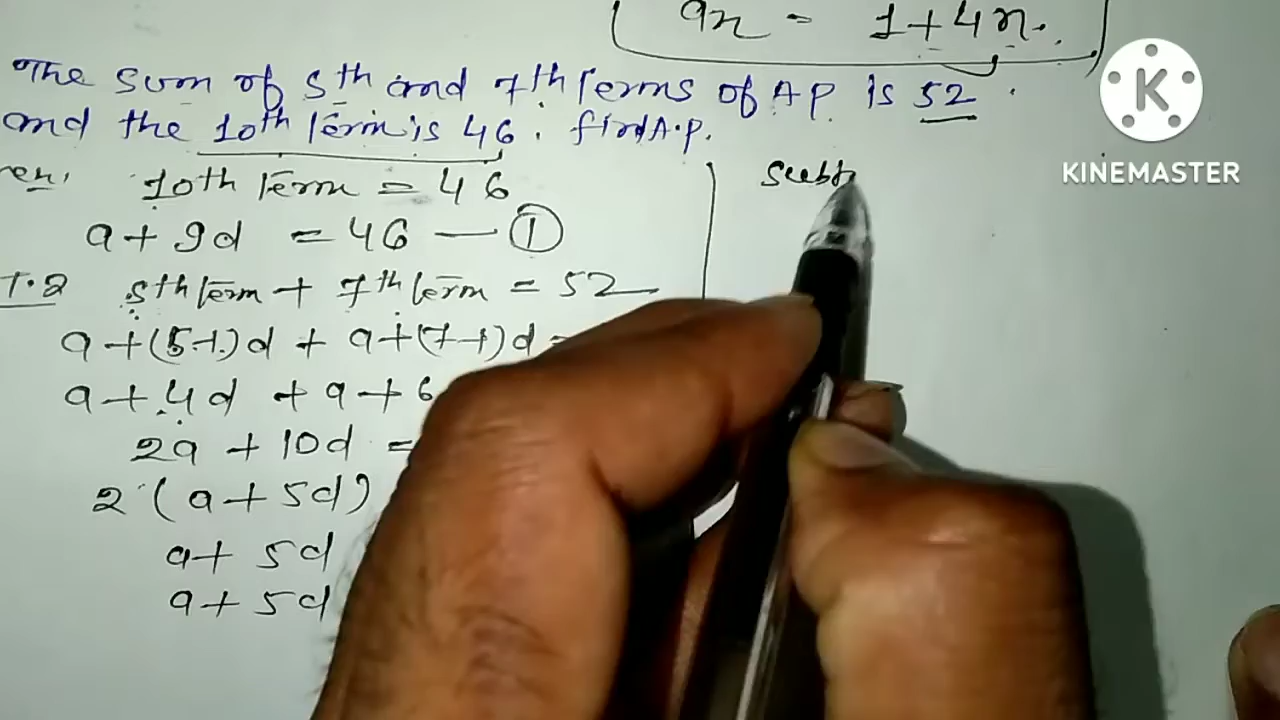 an = 1+4n.
The sum of 5th and 7th Terms of A P is 52.
and the 10th Term is 46. find A.P.
10th Term = 46
a + 9d = 46 — ①
T.2 5th term + 7th term = 52
a+(5-1)d + a+(7-1)d =
a + 4d + a + 6
2a + 10d =
2 (a + 5d)
a + 5d
a + 5d
Subt
K
KINEMASTER